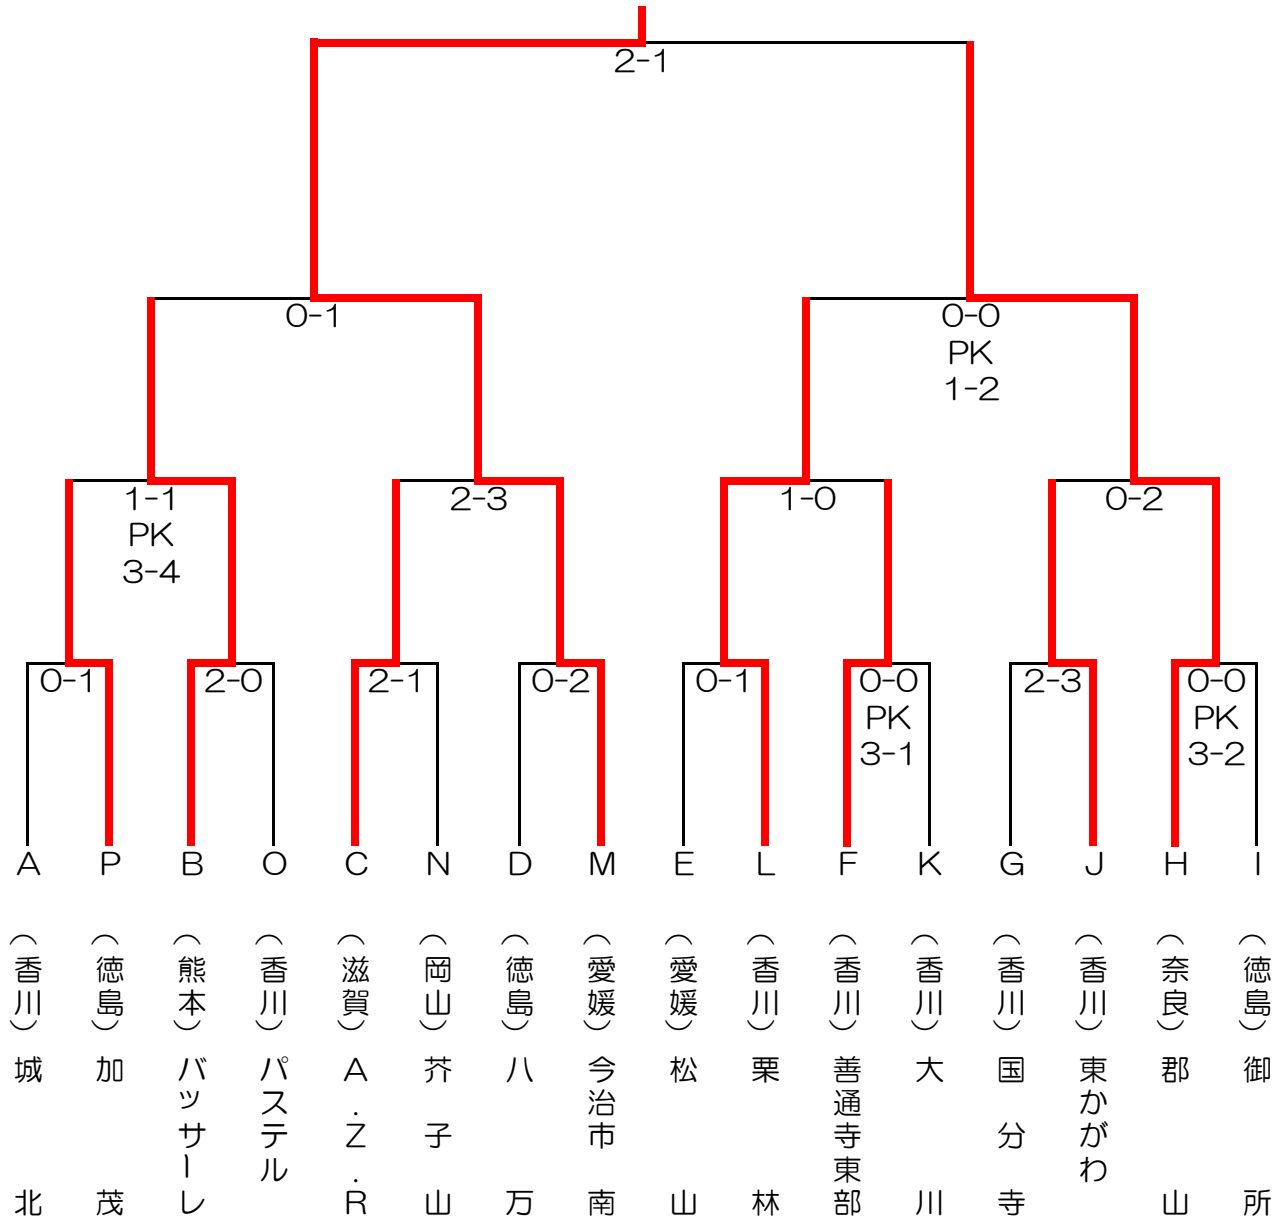 2-1
0-1
0-0
PK
1-2
1-1
PK
3-4
2-3
1-0
0-2
0-1
2-0
2-1
0-2
0-1
0-0
PK
3-1
2-3
0-0
PK
3-2
A P B O C N D M E L F K G J H I
（香川）城北
（徳島）加茂
（熊本）バッサーレ
（香川）パステル
（滋賀）A.Z.R
（岡山）芥子山
（徳島）八万
（愛媛）今治市南
（愛媛）松山
（香川）栗林
（香川）善通寺東部
（香川）大川
（香川）国分寺
（香川）東かがわ
（奈良）郡山
（徳島）御所